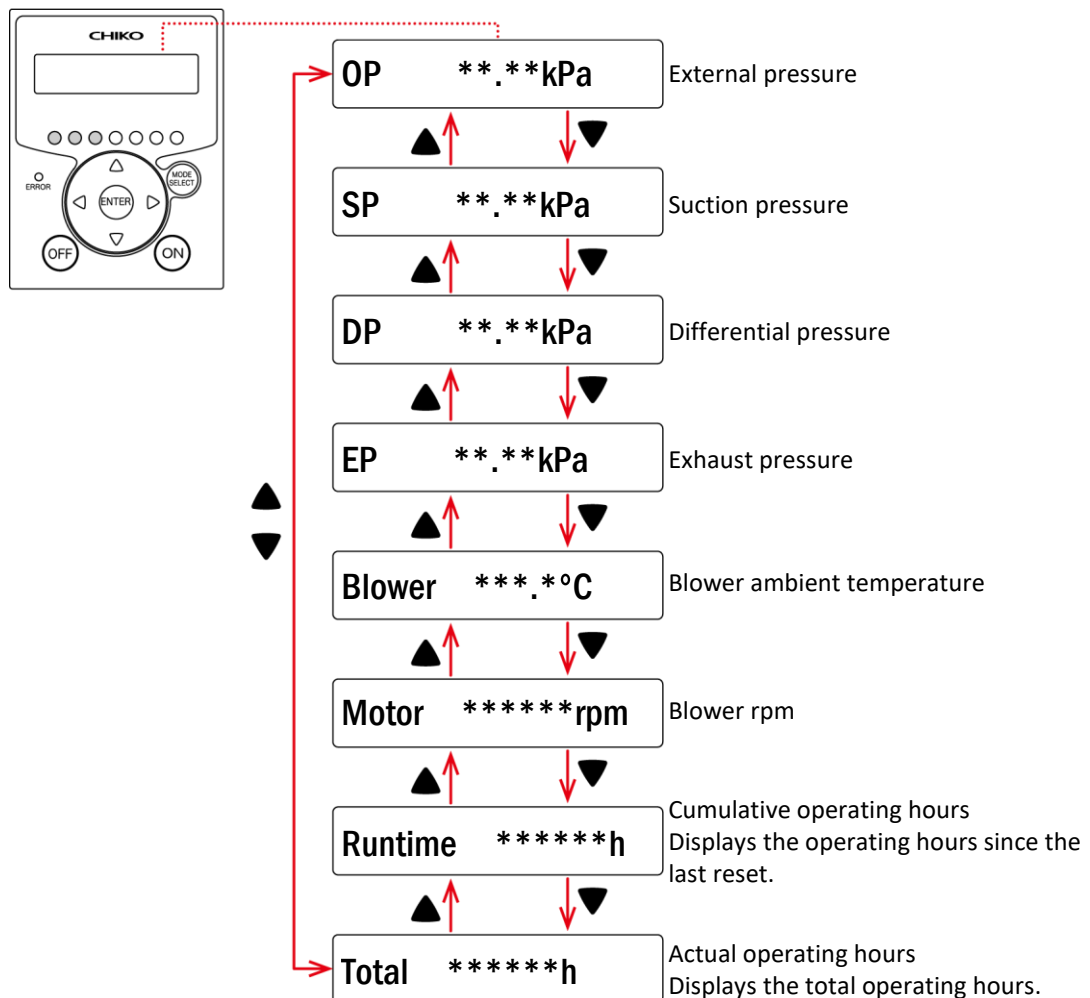 CHIKO
ERROR
MODE
SELECT
ENTER
OFF
ON
OP **.**kPa
External pressure
SP **.**kPa
Suction pressure
DP **.**kPa
Differential pressure
EP **.**kPa
Exhaust pressure
Blower ***.*°C
Blower ambient temperature
Motor ******rpm
Blower rpm
Runtime ******h
Cumulative operating hours
Displays the operating hours since the
last reset.
Total ******h
Actual operating hours
Displays the total operating hours.